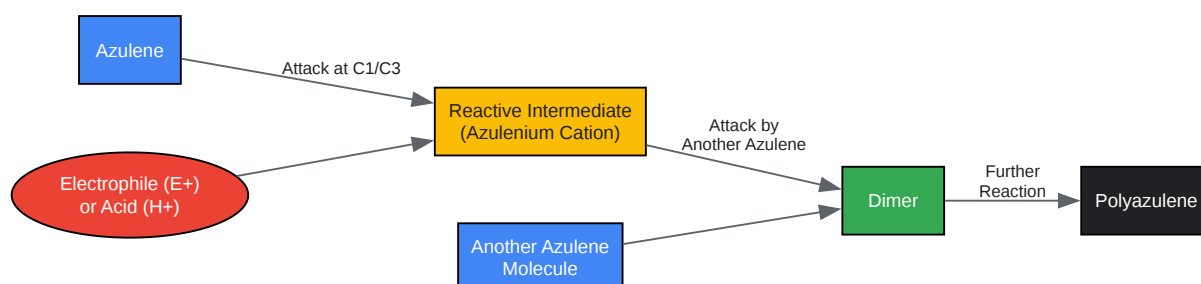 Azulene
Attack at C1/C3
Electrophile (E+)
or Acid (H+)
Reactive Intermediate
(Azulenium Cation)
Attack by
Another Azulene
Another Azulene
Molecule
Dimer
Further
Reaction
Polyazulene